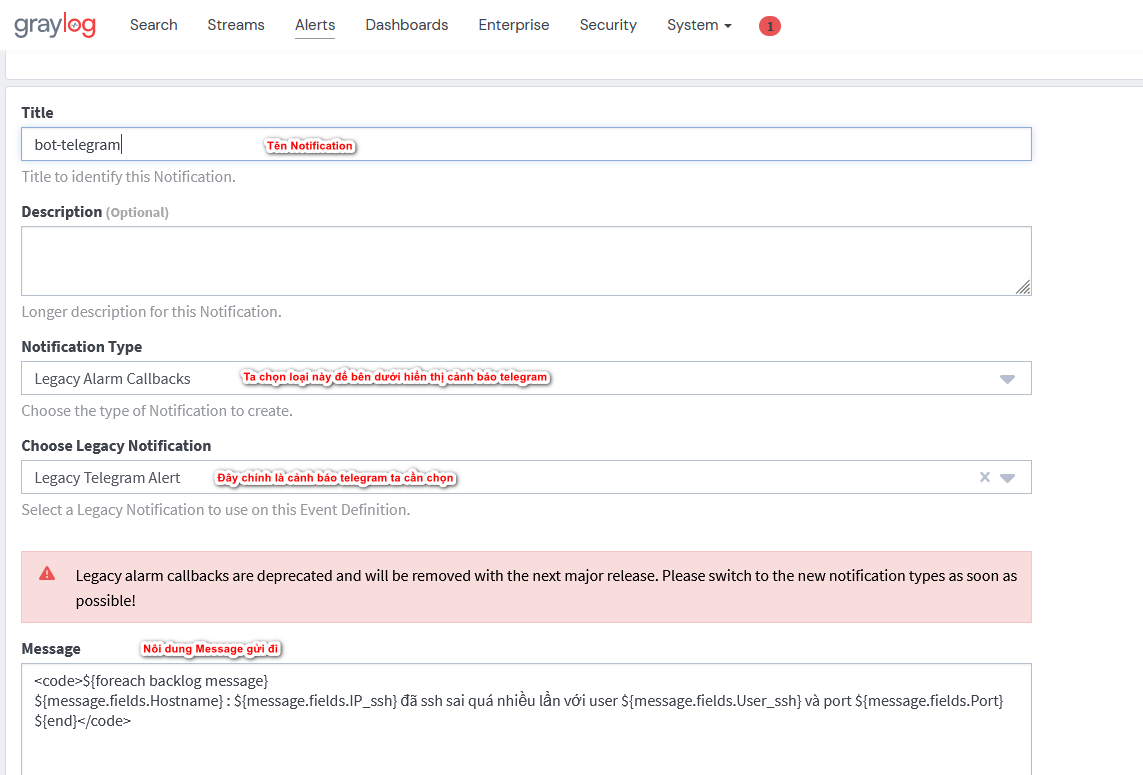 graylog Search Streams Alerts Dashboards Enterprise Security System 1
Title
bot-telegram Tên Notification
Title to identify this Notification.
Description (Optional)
Longer description for this Notification.
Notification Type
Legacy Alarm Callbacks Ta chọn loại này để bên dưới hiển thị cảnh báo telegram
Choose the type of Notification to create.
Choose Legacy Notification
Legacy Telegram Alert Đây chính là cảnh báo telegram ta cần chọn
Select a Legacy Notification to use on this Event Definition.
Legacy alarm callbacks are deprecated and will be removed with the next major release. Please switch to the new notification types as soon as
possible!
Message Nôi dung Message gửi đi
<code>${foreach backlog message}
${message.fields.Hostname} : ${message.fields.IP_ssh} đã ssh sai quá nhiều lần với user ${message.fields.User_ssh} và port ${message.fields.Port}
${end}</code>